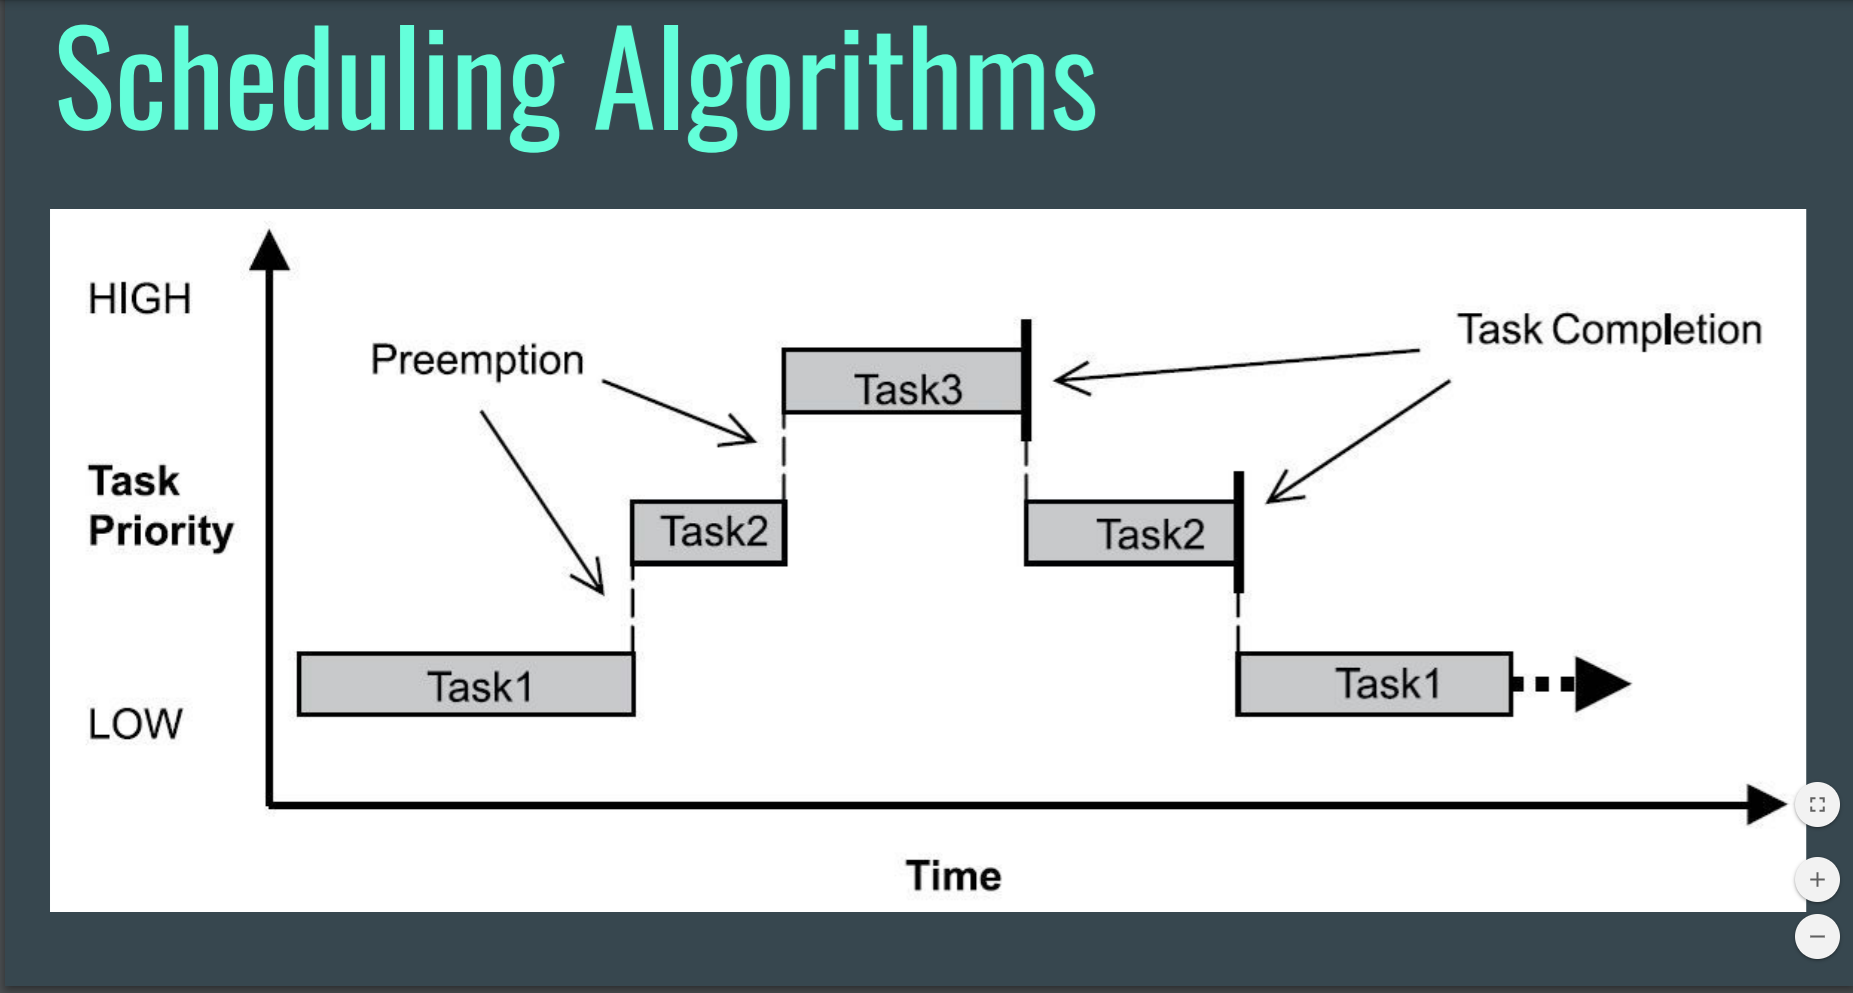 Scheduling Algorithms
HIGH
Preemption
Task Completion
Task3
Task
Priority
Task2
Task2
Task1
Task1
LOW
Time